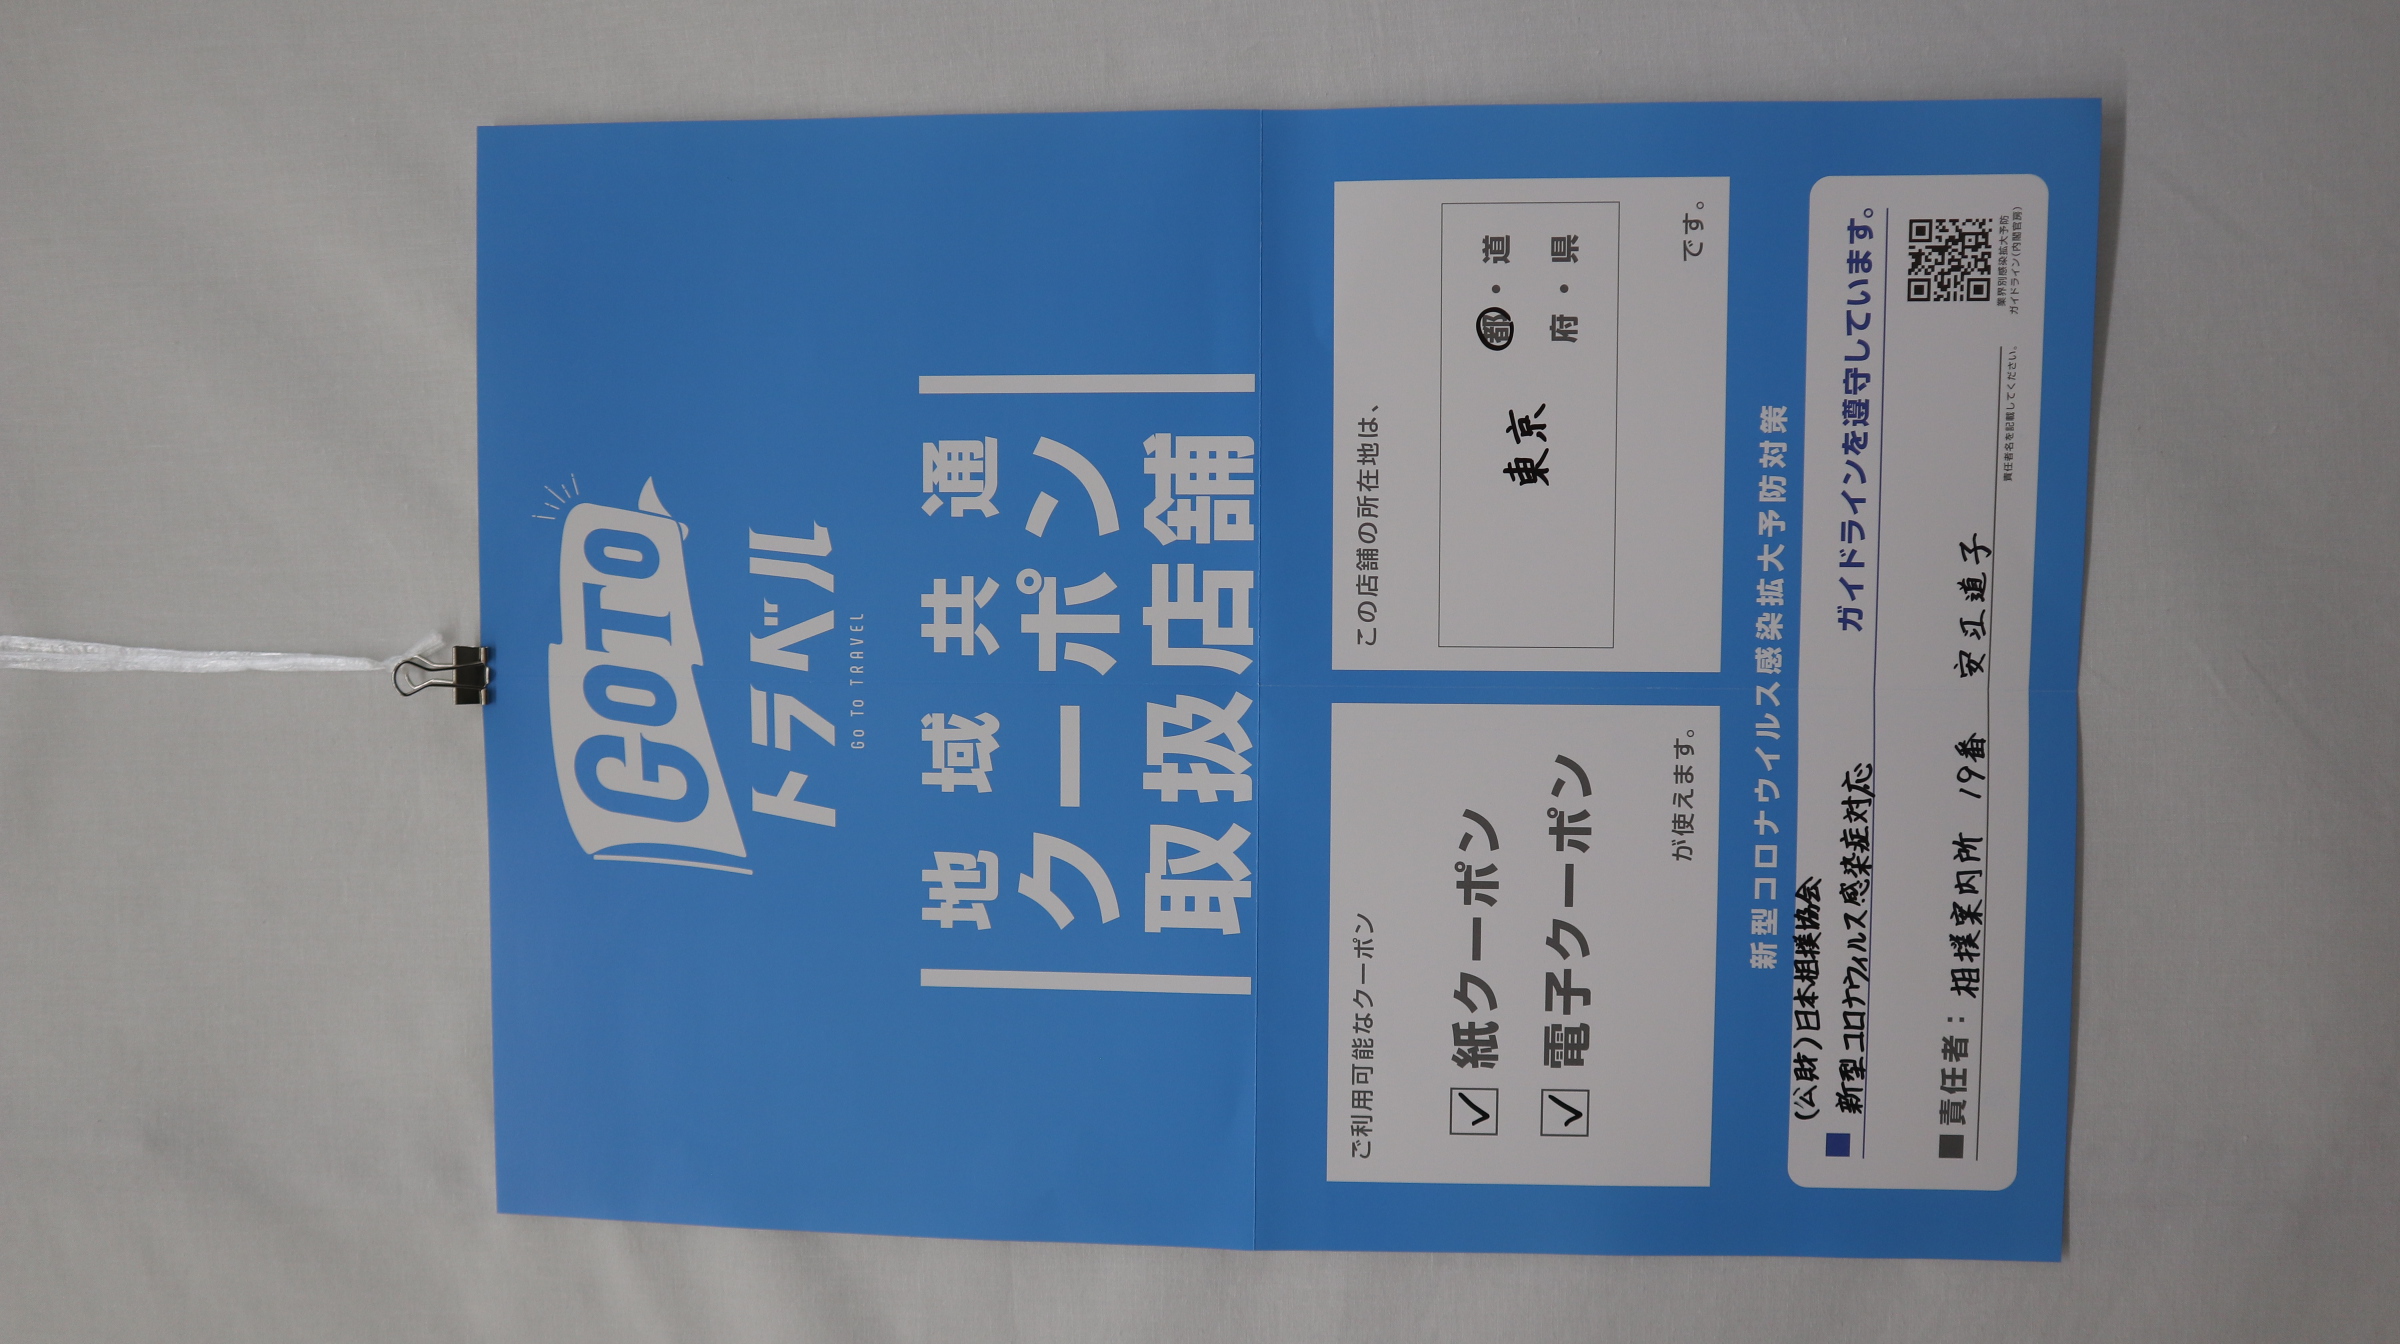 GOTO
トラベル
GO TO TRAVEL
地域共通
クーポン
取扱店舗
ご利用可能なクーポン
紙クーポン
電子クーポン
が使えます。
この店舗の所在地は、
東京 都・道
府・県
です。
新型コロナウイルス感染拡大予防対策
(公財)日本相撲協会
■ 新型コロナウィルス感染症対応 ガイドラインを遵守しています。
■責任者：相撲案内所 19番 安江道子
責任者名を記載してください。
業界別感染拡大予防
ガイドライン(内閣官房)